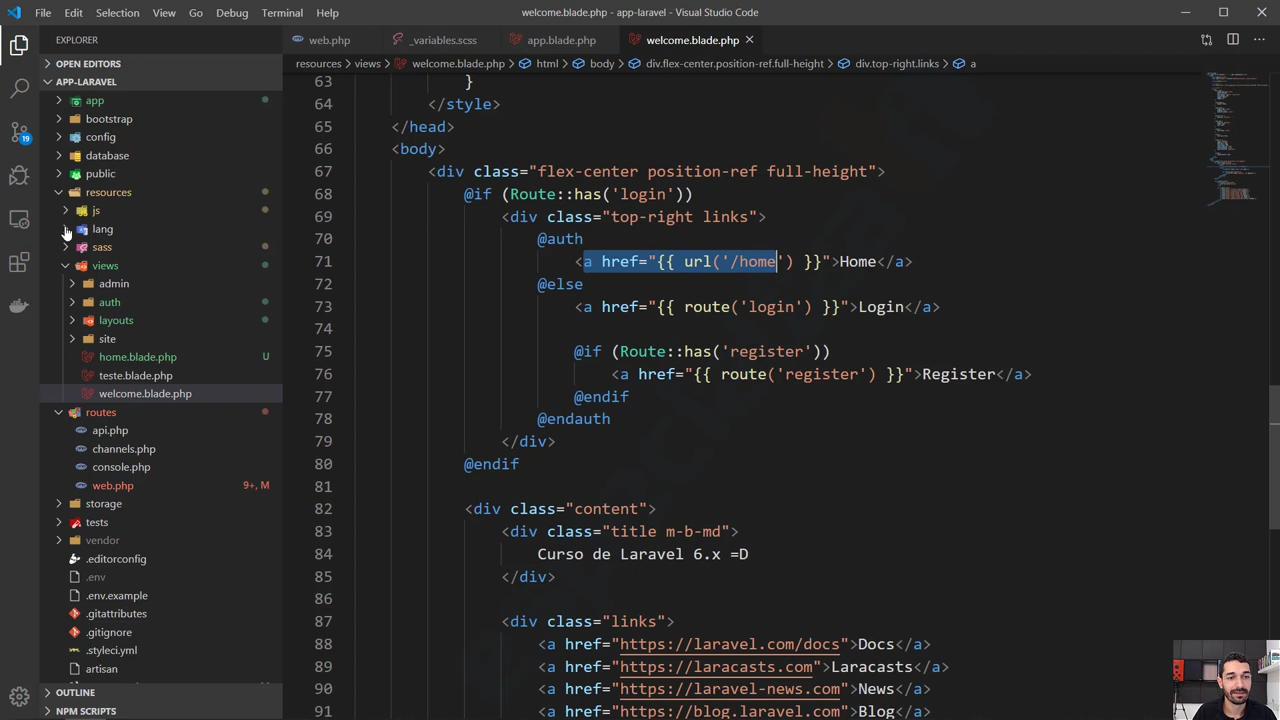 File Edit Selection View Go Debug Terminal Help
welcome.blade.php - app-laravel - Visual Studio Code
EXPLORER
web.php
_variables.scss
app.blade.php
welcome.blade.php
OPEN EDITORS
resources > views > welcome.blade.php > html > body > div.flex-center.position-ref.full-height > div.top-right.links > a
APP-LARAVEL
app
bootstrap
config
database
public
resources
js
lang
sass
views
admin
auth
layouts
site
home.blade.php U
teste.blade.php
welcome.blade.php
routes
api.php
channels.php
console.php
web.php 9+, M
storage
tests
vendor
.editorconfig
.env
.env.example
.gitattributes
.gitignore
.styleci.yml
artisan
OUTLINE
NPM SCRIPTS
19
63 }
64 </style>
65 </head>
66 <body>
67 <div class="flex-center position-ref full-height">
68 @if (Route::has('login'))
69 <div class="top-right links">
70 @auth
71 <a href="{{ url('/home') }}">Home</a>
72 @else
73 <a href="{{ route('login') }}">Login</a>
74
75 @if (Route::has('register'))
76 <a href="{{ route('register') }}">Register</a>
77 @endif
78 @endauth
79 </div>
80 @endif
81
82 <div class="content">
83 <div class="title m-b-md">
84 Curso de Laravel 6.x =D
85 </div>
86
87 <div class="links">
88 <a href="https://laravel.com/docs">Docs</a>
89 <a href="https://laracasts.com">Laracasts</a>
90 <a href="https://laravel-news.com">News</a>
91 <a href="https://blog.laravel.com">Blog</a>